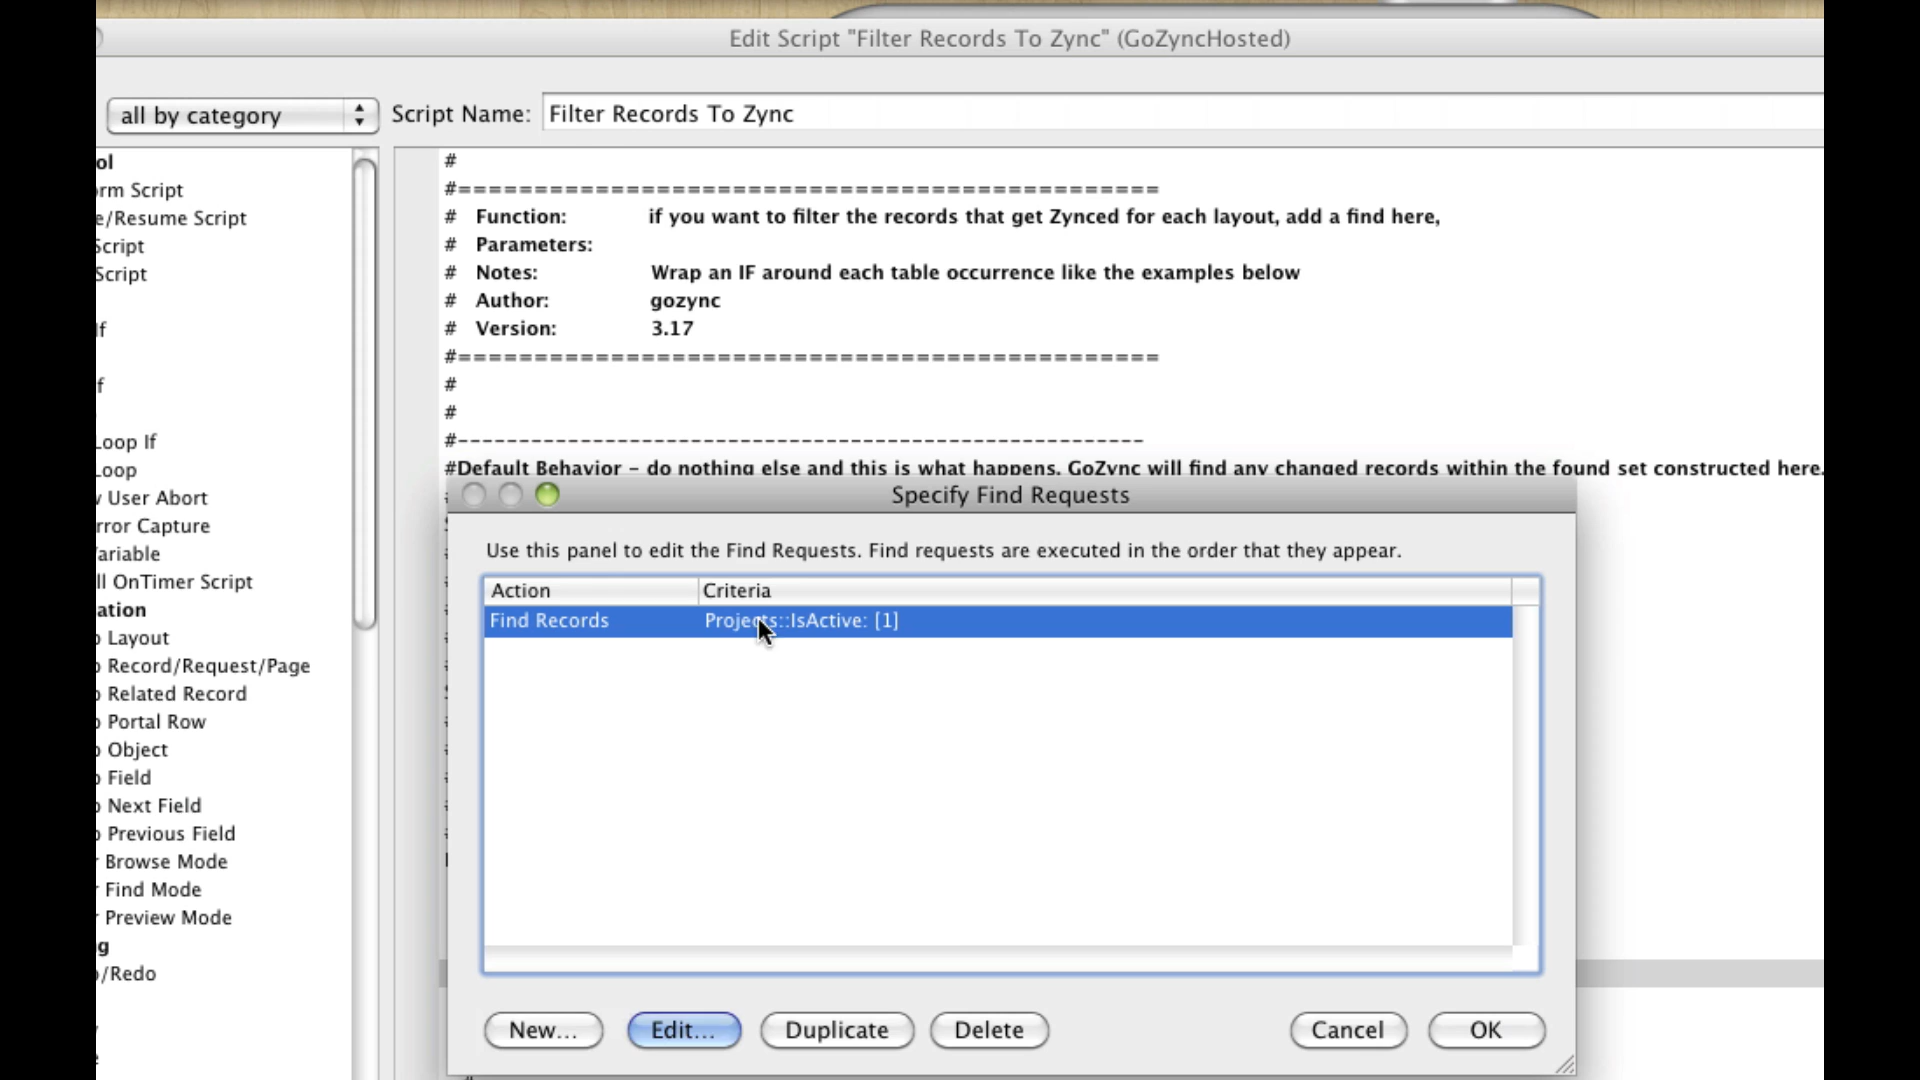 Edit Script "Filter Records To Zync" (GoZyncHosted)
all by category
Script Name: Filter Records To Zync
ol
rm Script
e/Resume Script
Script
Script
If
f
Loop If
Loop
User Abort
rror Capture
ariable
ll OnTimer Script
ation
o Layout
o Record/Request/Page
o Related Record
o Portal Row
o Object
o Field
o Next Field
o Previous Field
r Browse Mode
r Find Mode
r Preview Mode
g
o/Redo
#
#==============================================
# Function: if you want to filter the records that get Zynced for each layout, add a find here,
# Parameters:
# Notes: Wrap an IF around each table occurrence like the examples below
# Author: gozync
# Version: 3.17
#==============================================
#
#
#--------------------------------------------------------
#Default Behavior – do nothing else and this is what happens. GoZync will find any changed records within the found set constructed here.
Specify Find Requests
Use this panel to edit the Find Requests. Find requests are executed in the order that they appear.
Action Criteria
Find Records Projects::IsActive: [1]
New... Edit... Duplicate Delete Cancel OK